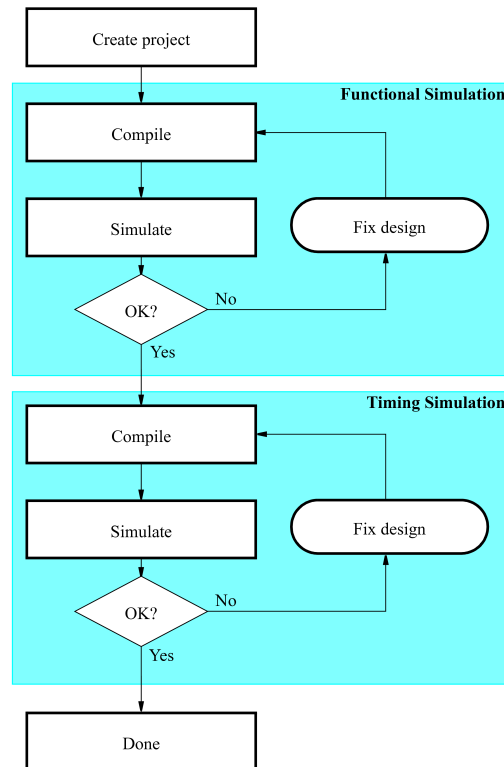 Create project
Functional Simulation
Compile
Simulate
Fix design
OK?
No
Yes
Timing Simulation
Compile
Simulate
Fix design
OK?
No
Yes
Done